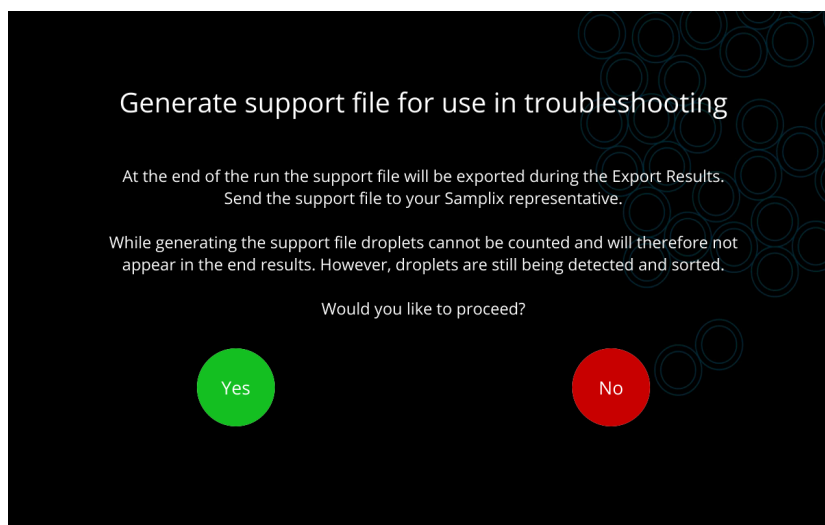 Generate support file for use in troubleshooting
At the end of the run the support file will be exported during the Export Results.
Send the support file to your Samplix representative.
While generating the support file droplets cannot be counted and will therefore not
appear in the end results. However, droplets are still being detected and sorted.
Would you like to proceed?
Yes
No